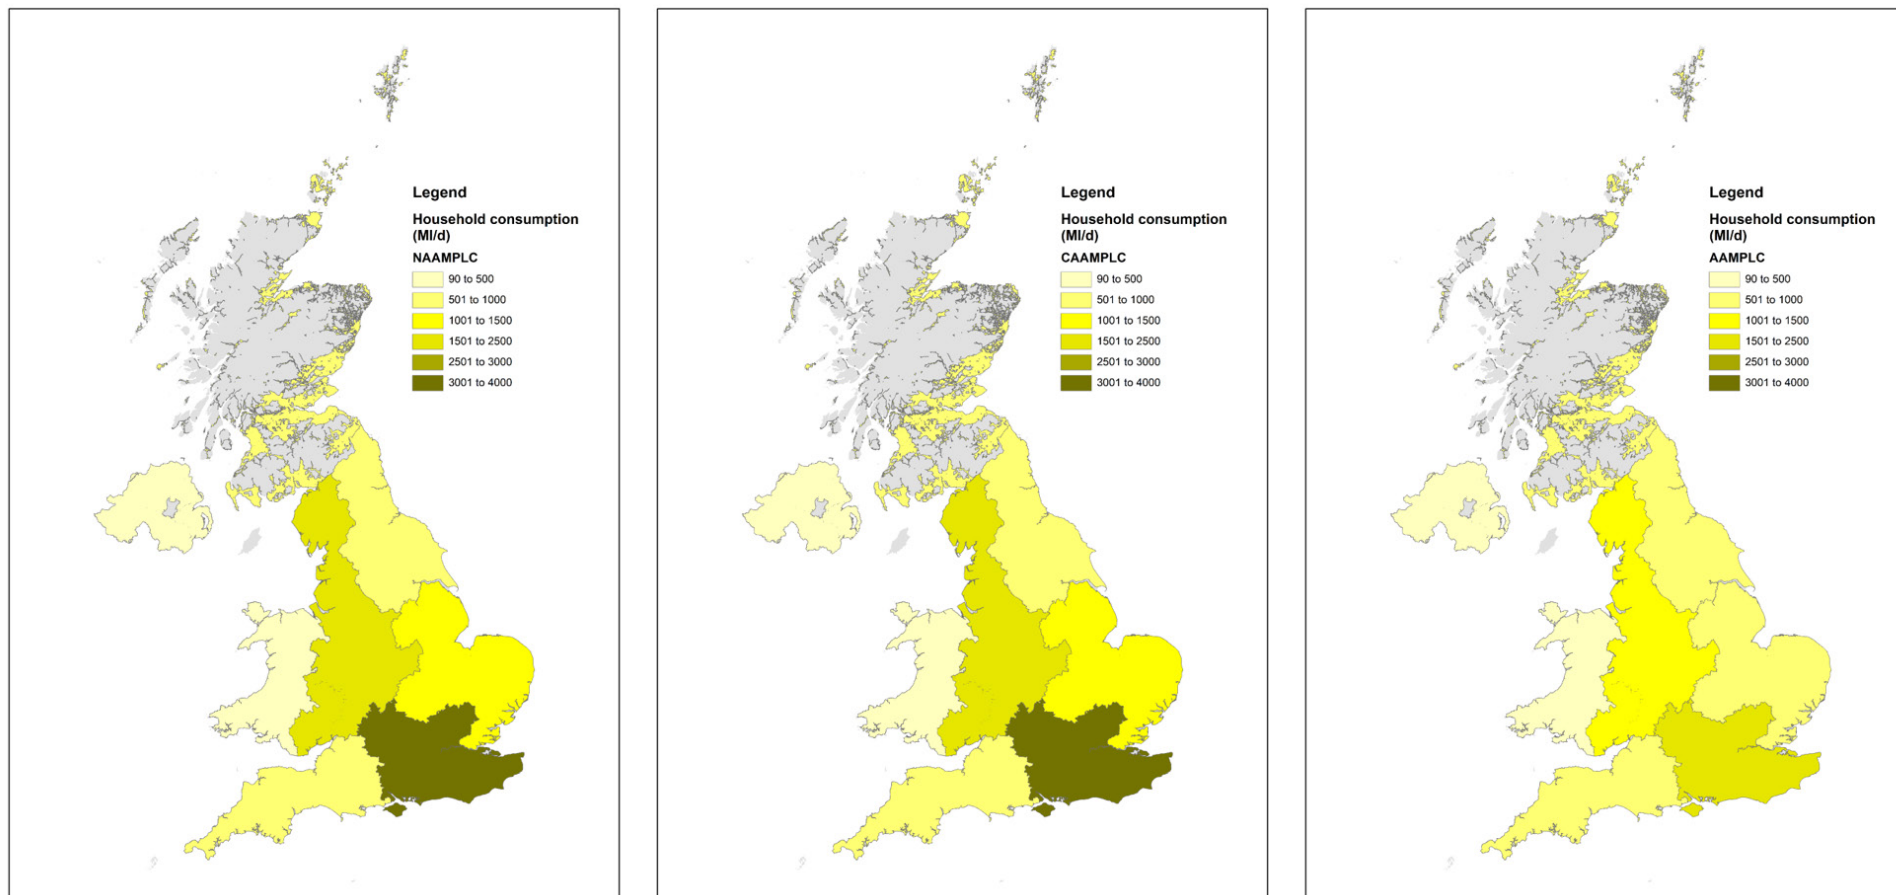 Legend
Household consumption
(Ml/d)
NAAMPLC
90 to 500
501 to 1000
1001 to 1500
1501 to 2500
2501 to 3000
3001 to 4000
Legend
Household consumption
(Ml/d)
CAAMPLC
90 to 500
501 to 1000
1001 to 1500
1501 to 2500
2501 to 3000
3001 to 4000
Legend
Household consumption
(Ml/d)
AAMPLC
90 to 500
501 to 1000
1001 to 1500
1501 to 2500
2501 to 3000
3001 to 4000